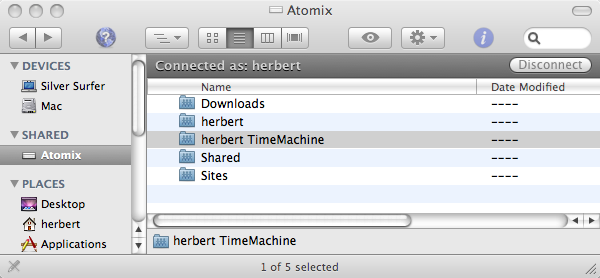 Atomix
DEVICES
Silver Surfer
Mac
SHARED
Atomix
PLACES
Desktop
herbert
Applications
Connected as: herbert
Disconnect
Name Date Modified
Downloads ----
herbert ----
herbert TimeMachine ----
Shared ----
Sites ----
herbert TimeMachine
1 of 5 selected